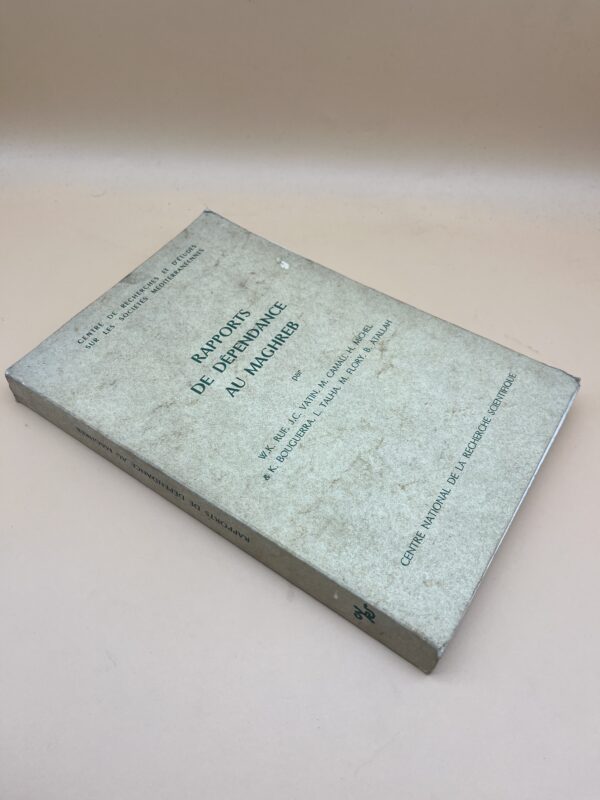 CENTRE DE RECHERCHES ET D'ÉTUDES
SUR LES SOCIÉTÉS MÉDITERRANÉENNES
RAPPORTS
DE DÉPENDANCE
AU MAGHREB
par
W.K. RUF, J.C. VATIN, M. CAMAU, H. MICHEL
& K. BOUGUERRA, L. TALHA, M. FLORY, B. ATALLAH
CENTRE NATIONAL DE LA RECHERCHE SCIENTIFIQUE
RAPPORTS DE DÉPENDANCE AU MAGHREB